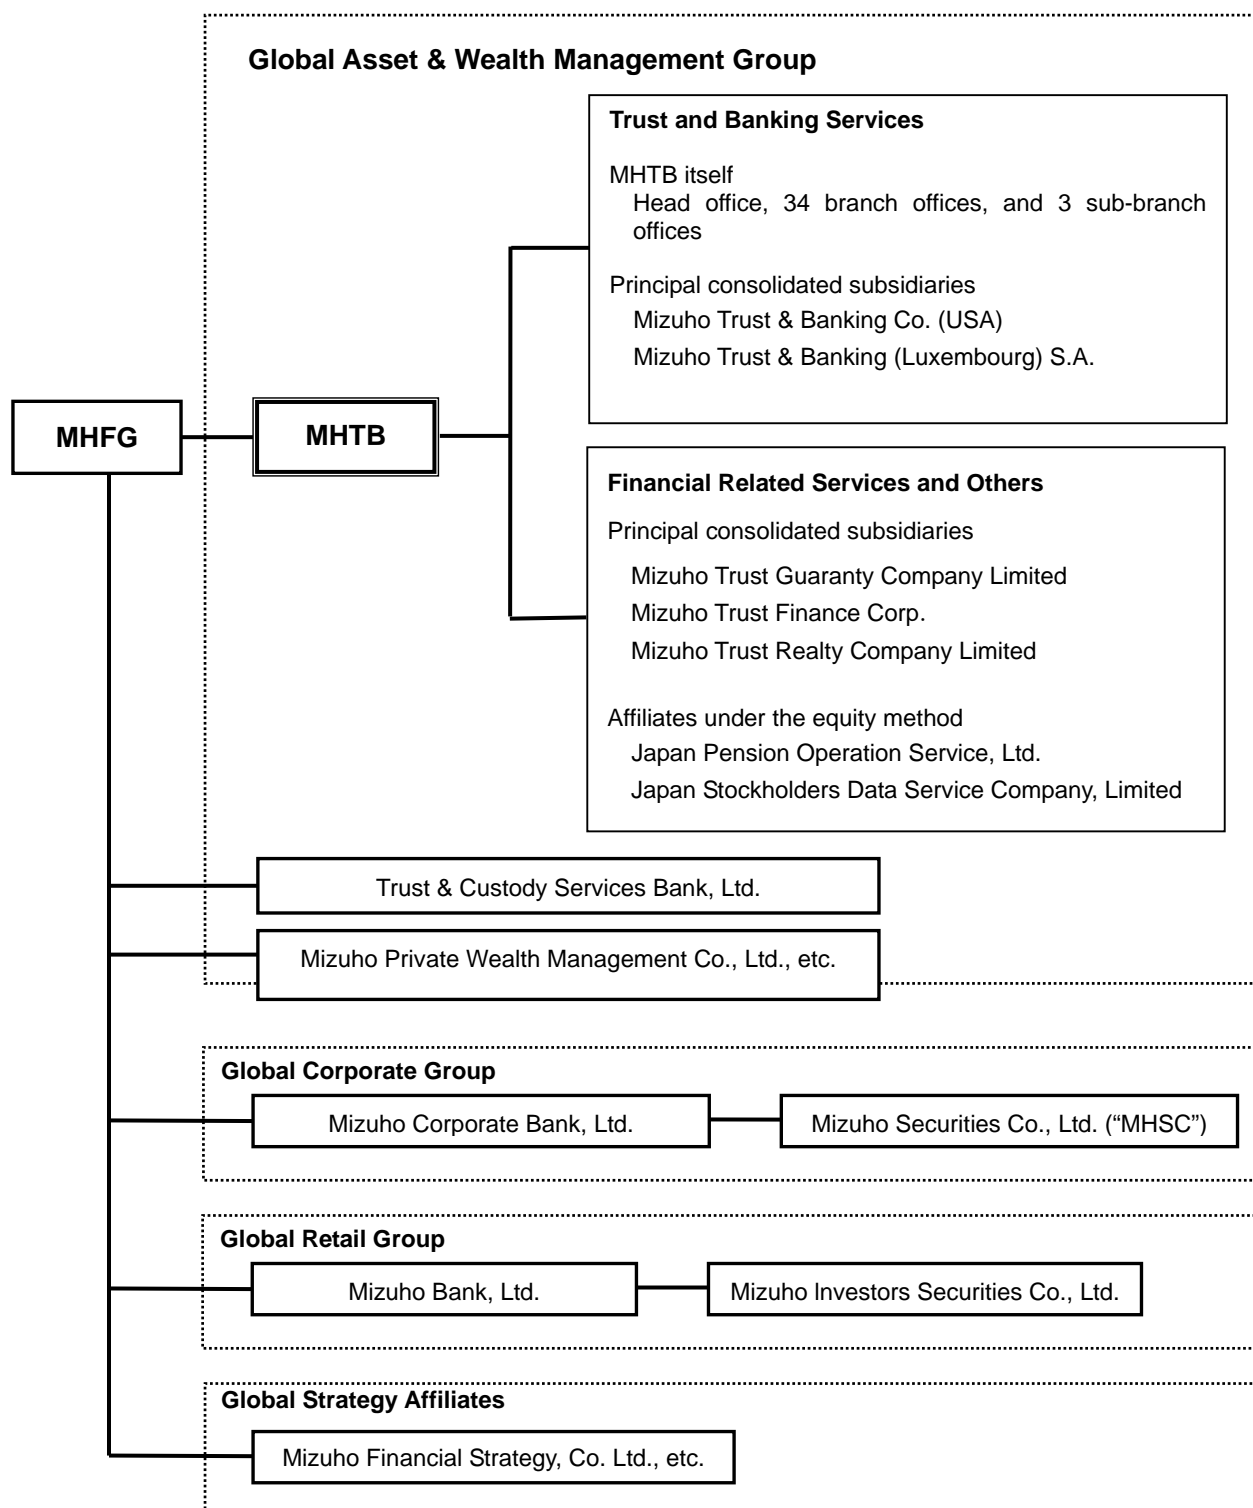 Global Asset & Wealth Management Group
Trust and Banking Services
MHTB itself
Head office, 34 branch offices, and 3 sub-branch
offices
Principal consolidated subsidiaries
Mizuho Trust & Banking Co. (USA)
Mizuho Trust & Banking (Luxembourg) S.A.
MHFG
MHTB
Financial Related Services and Others
Principal consolidated subsidiaries
Mizuho Trust Guaranty Company Limited
Mizuho Trust Finance Corp.
Mizuho Trust Realty Company Limited
Affiliates under the equity method
Japan Pension Operation Service, Ltd.
Japan Stockholders Data Service Company, Limited
Trust & Custody Services Bank, Ltd.
Mizuho Private Wealth Management Co., Ltd., etc.
Global Corporate Group
Mizuho Corporate Bank, Ltd.
Mizuho Securities Co., Ltd. (“MHSC”)
Global Retail Group
Mizuho Bank, Ltd.
Mizuho Investors Securities Co., Ltd.
Global Strategy Affiliates
Mizuho Financial Strategy, Co. Ltd., etc.